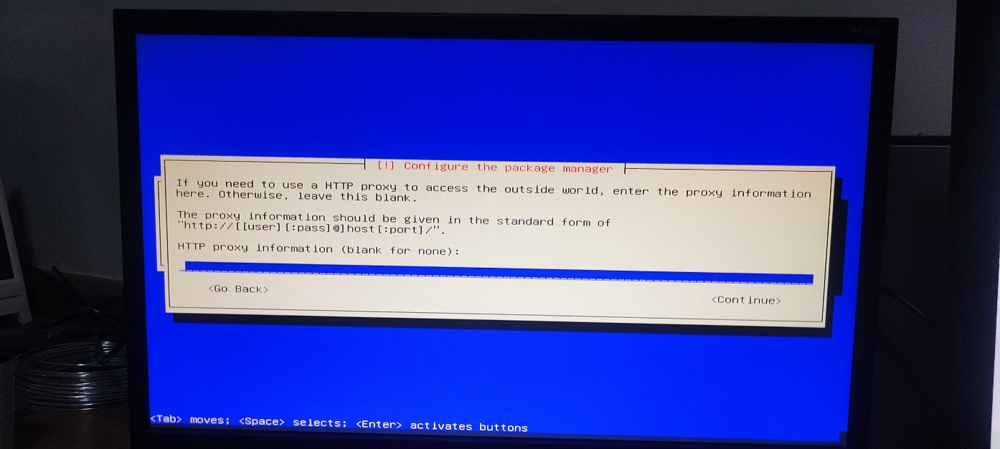 [!] Configure the package manager
If you need to use a HTTP proxy to access the outside world, enter the proxy information
here. Otherwise, leave this blank.
The proxy information should be given in the standard form of
"http://[[user][:pass]@]host[:port]/".
HTTP proxy information (blank for none):
<Go Back>
<Continue>
<Tab> moves; <Space> selects; <Enter> activates buttons